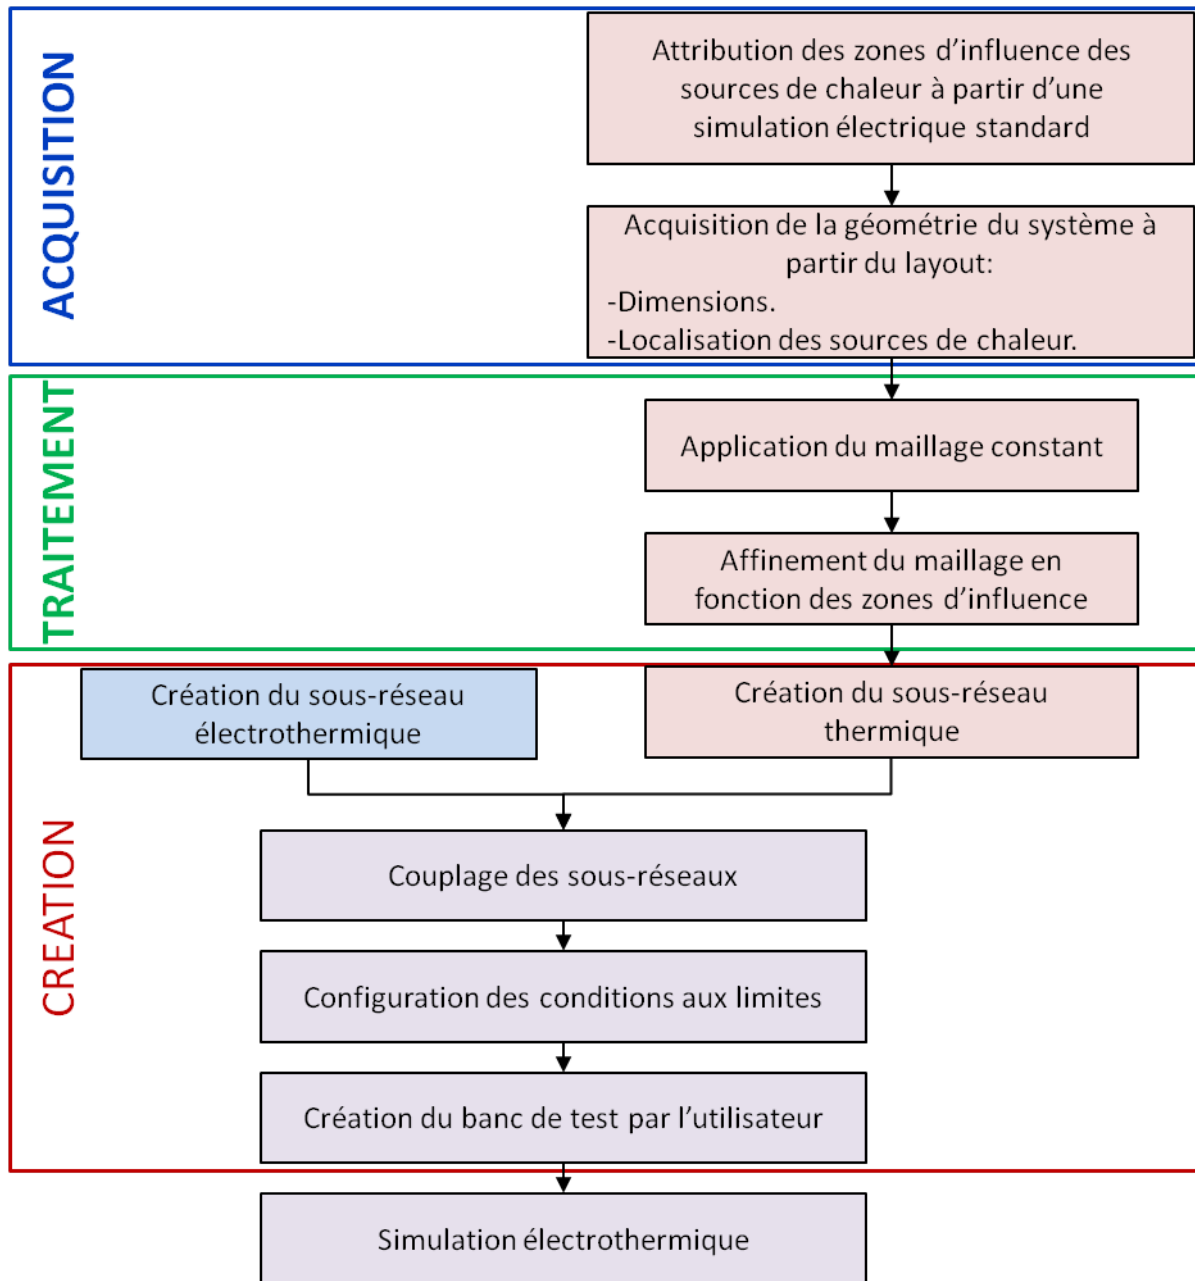 ACQUISITION
Attribution des zones d’influence des
sources de chaleur à partir d’une
simulation électrique standard
Acquisition de la géométrie du système à
partir du layout:
-Dimensions.
-Localisation des sources de chaleur.
TRAITEMENT
Application du maillage constant
Affinement du maillage en
fonction des zones d’influence
CREATION
Création du sous-réseau
électrothermique
Création du sous-réseau
thermique
Couplage des sous-réseaux
Configuration des conditions aux limites
Création du banc de test par l’utilisateur
Simulation électrothermique